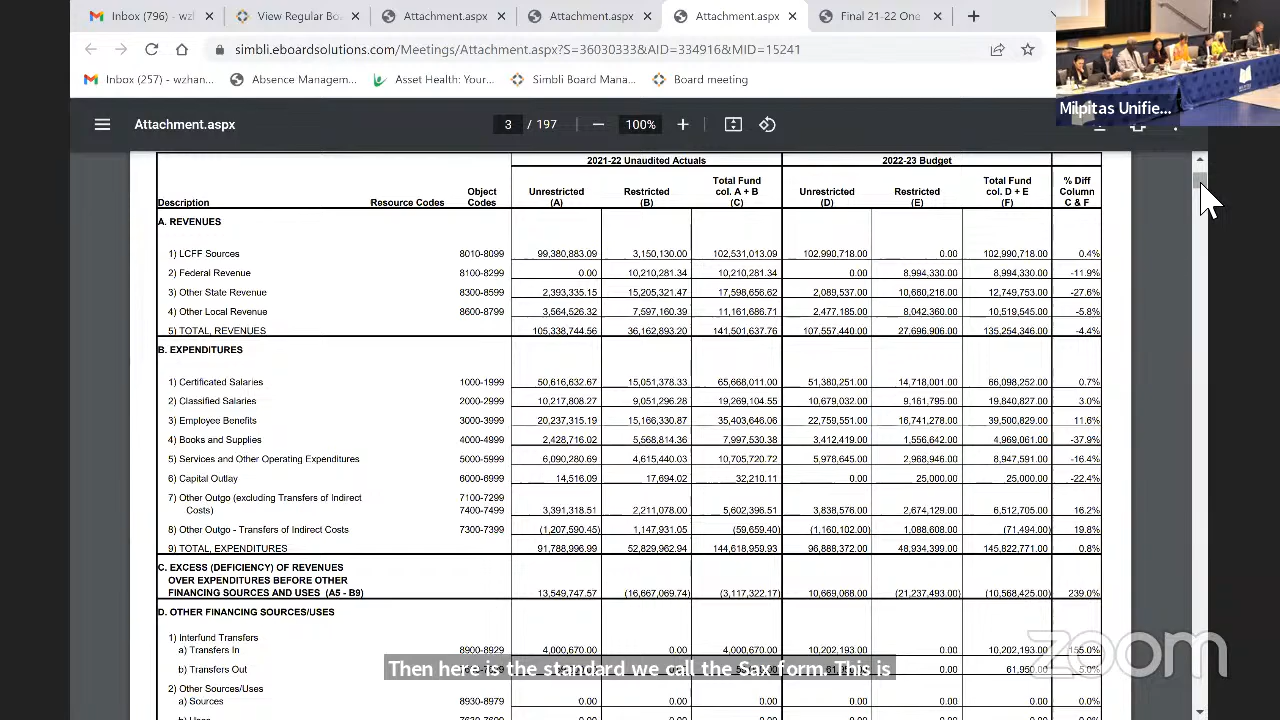 Inbox (796) - wzh
View Regular Bo
Attachment.aspx
Attachment.aspx
Attachment.aspx
Final 21-22 One
simbli.eboardsolutions.com/Meetings/Attachment.aspx?S=36030333&AID=334916&MID=15241
Inbox (257) - wzhan...
Absence Managem...
Asset Health: Your...
Simbli Board Mana...
Board meeting
Milpitas Unifie...
Attachment.aspx
3 / 197
100%
2021-22 Unaudited Actuals 2022-23 Budget
Description Resource Codes Object Codes Unrestricted (A) Restricted (B) Total Fund col. A + B (C) Unrestricted (D) Restricted (E) Total Fund col. D + E (F) % Diff Column C & F
A. REVENUES
1) LCFF Sources 8010-8099 99,380,883.09 3,150,130.00 102,531,013.09 102,990,718.00 0.00 102,990,718.00 0.4%
2) Federal Revenue 8100-8299 0.00 10,210,281.34 10,210,281.34 0.00 8,994,330.00 8,994,330.00 -11.9%
3) Other State Revenue 8300-8599 2,393,335.15 15,205,321.47 17,598,656.62 2,089,537.00 10,660,216.00 12,749,753.00 -27.6%
4) Other Local Revenue 8600-8799 3,564,526.32 7,597,160.39 11,161,686.71 2,477,185.00 8,042,360.00 10,519,545.00 -5.8%
5) TOTAL, REVENUES 105,338,744.56 36,162,893.20 141,501,637.76 107,557,440.00 27,696,906.00 135,254,346.00 -4.4%
B. EXPENDITURES
1) Certificated Salaries 1000-1999 50,616,632.67 15,051,378.33 65,668,011.00 51,380,251.00 14,718,001.00 66,098,252.00 0.7%
2) Classified Salaries 2000-2999 10,217,808.27 9,051,296.28 19,269,104.55 10,679,032.00 9,161,795.00 19,840,827.00 3.0%
3) Employee Benefits 3000-3999 20,237,315.19 15,166,330.87 35,403,646.06 22,759,551.00 16,741,278.00 39,500,829.00 11.6%
4) Books and Supplies 4000-4999 2,428,716.02 5,568,814.36 7,997,530.38 3,412,419.00 1,556,642.00 4,969,061.00 -37.9%
5) Services and Other Operating Expenditures 5000-5999 6,090,280.69 4,615,440.03 10,705,720.72 5,978,645.00 2,968,946.00 8,947,591.00 -16.4%
6) Capital Outlay 6000-6999 14,516.09 17,694.02 32,210.11 0.00 25,000.00 25,000.00 -22.4%
7) Other Outgo (excluding Transfers of Indirect 7100-7299
Costs) 7400-7499 3,391,318.51 2,211,078.00 5,602,396.51 3,838,576.00 2,674,129.00 6,512,705.00 16.2%
8) Other Outgo - Transfers of Indirect Costs 7300-7399 (1,207,590.45) 1,147,931.05 (59,659.40) (1,160,102.00) 1,088,608.00 (71,494.00) 19.8%
9) TOTAL, EXPENDITURES 91,788,996.99 52,829,962.94 144,618,959.93 96,888,372.00 48,934,399.00 145,822,771.00 0.8%
C. EXCESS (DEFICIENCY) OF REVENUES
OVER EXPENDITURES BEFORE OTHER
FINANCING SOURCES AND USES (A5 - B9) 13,549,747.57 (16,667,069.74) (3,117,322.17) 10,669,068.00 (21,237,493.00) (10,568,425.00) 239.0%
D. OTHER FINANCING SOURCES/USES
1) Interfund Transfers
a) Transfers In 8900-8929 4,000,670.00 0.00 4,000,670.00 10,202,193.00 0.00 10,202,193.00 155.0%
b) Transfers Out 0.00 61,950.00 5.0%
Then here is the standard we call the Sax form. This is
zoom
2) Other Sources/Uses
a) Sources 8930-8979 0.00 0.00 0.00 0.00 0.00 0.00 0.0%